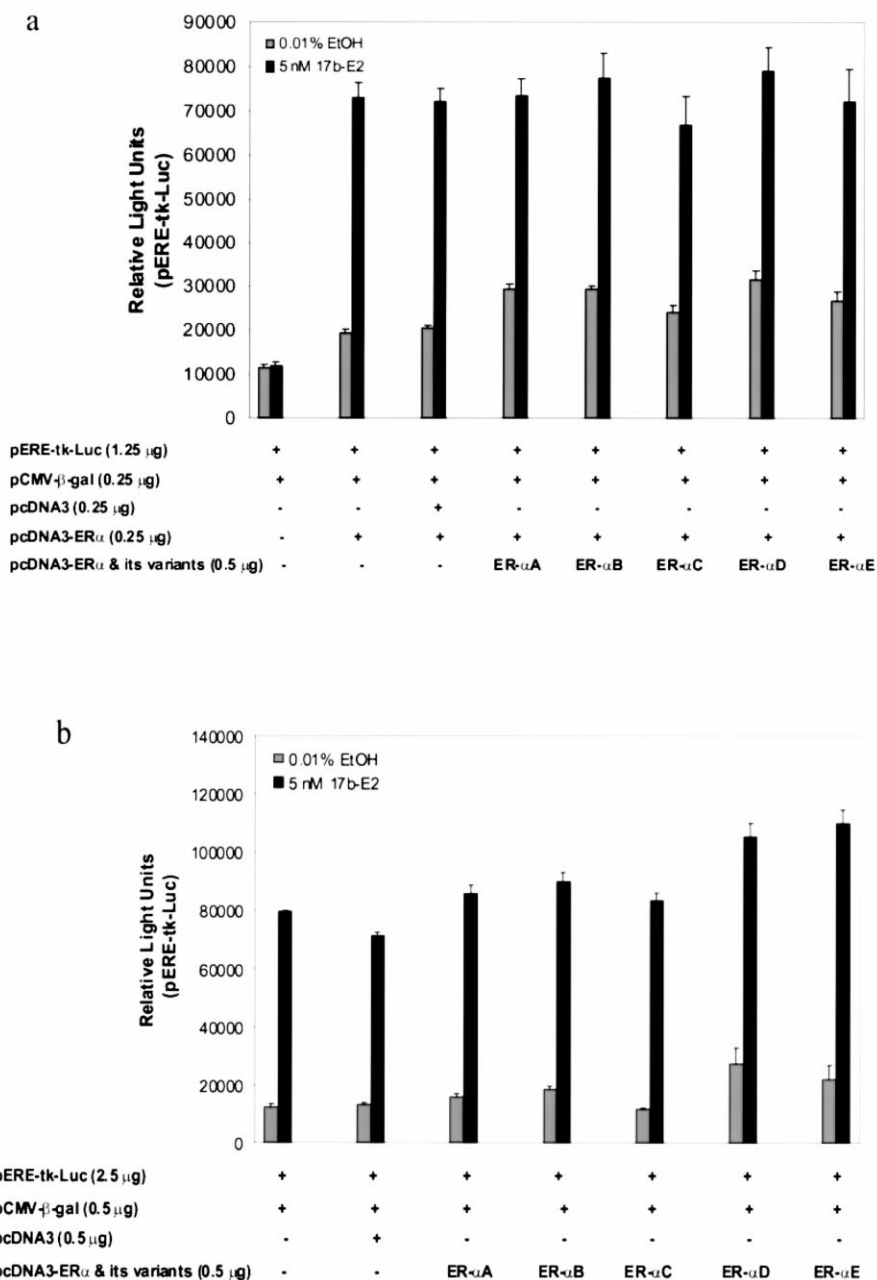 a
90000
80000
70000
60000
50000
40000
30000
20000
10000
0
Relative Light Units
(pERE-tk-Luc)
0.01% EtOH
5 nM 17b-E2
pERE-tk-Luc (1.25 µg) + + + + + + + +
pCMV-β-gal (0.25 µg) + + + + + + + +
pcDNA3 (0.25 µg) - - + - - - - -
pcDNA3-ERα (0.25 µg) - + + + + + + +
pcDNA3-ERα & its variants (0.5 µg) - - - ER-αA ER-αB ER-αC ER-αD ER-αE
b
140000
120000
100000
80000
60000
40000
20000
0
Relative Light Units
(pERE-tk-Luc)
0.01% EtOH
5 nM 17b-E2
pERE-tk-Luc (2.5 µg) + + + + + + +
pCMV-β-gal (0.5 µg) + + + + + + +
pcDNA3 (0.5 µg) - + - - - - -
pcDNA3-ERα & its variants (0.5 µg) - - ER-αA ER-αB ER-αC ER-αD ER-αE